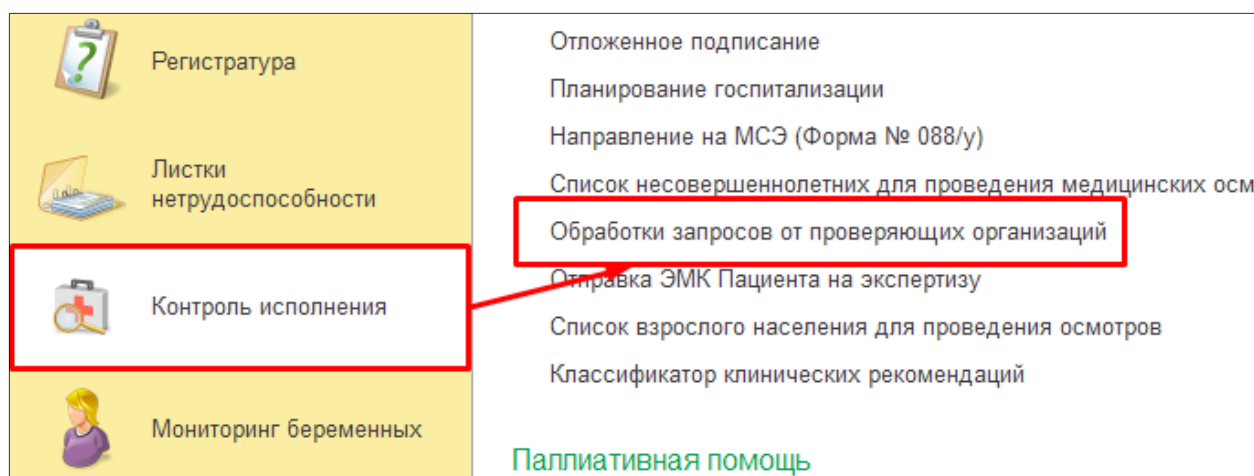 Регистратура
Листки
нетрудоспособности
Контроль исполнения
Мониторинг беременных
Отложенное подписание
Планирование госпитализации
Направление на МСЭ (Форма № 088/у)
Список несовершеннолетних для проведения медицинских осм
Обработки запросов от проверяющих организаций
Отправка ЭМК Пациента на экспертизу
Список взрослого населения для проведения осмотров
Классификатор клинических рекомендаций
Паллиативная помощь